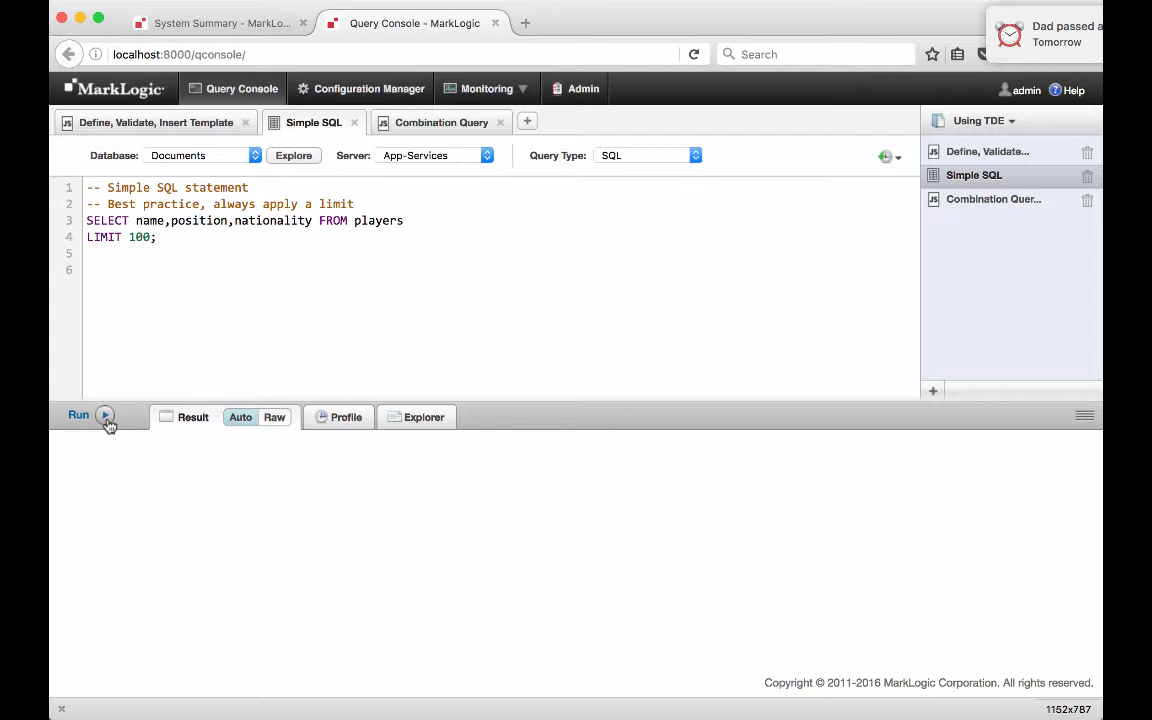 System Summary - MarkLo...
Query Console - MarkLogic
Dad passed a
Tomorrow
localhost:8000/qconsole/
Search
MarkLogic
Query Console
Configuration Manager
Monitoring
Admin
admin
Help
Define, Validate, Insert Template
Simple SQL
Combination Query
Using TDE
Database:
Documents
Explore
Server:
App-Services
Query Type:
SQL
Define, Validate...
Simple SQL
Combination Quer...
1 -- Simple SQL statement
2 -- Best practice, always apply a limit
3 SELECT name,position,nationality FROM players
4 LIMIT 100;
5
6
Run
Result
Auto
Raw
Profile
Explorer
Copyright © 2011-2016 MarkLogic Corporation. All rights reserved.
1152x787